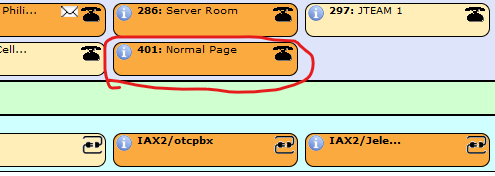 Phili... 286: Server Room 297: JTEAM 1
Cell... 401: Normal Page
IAX2/otcpbx IAX2/Jele...